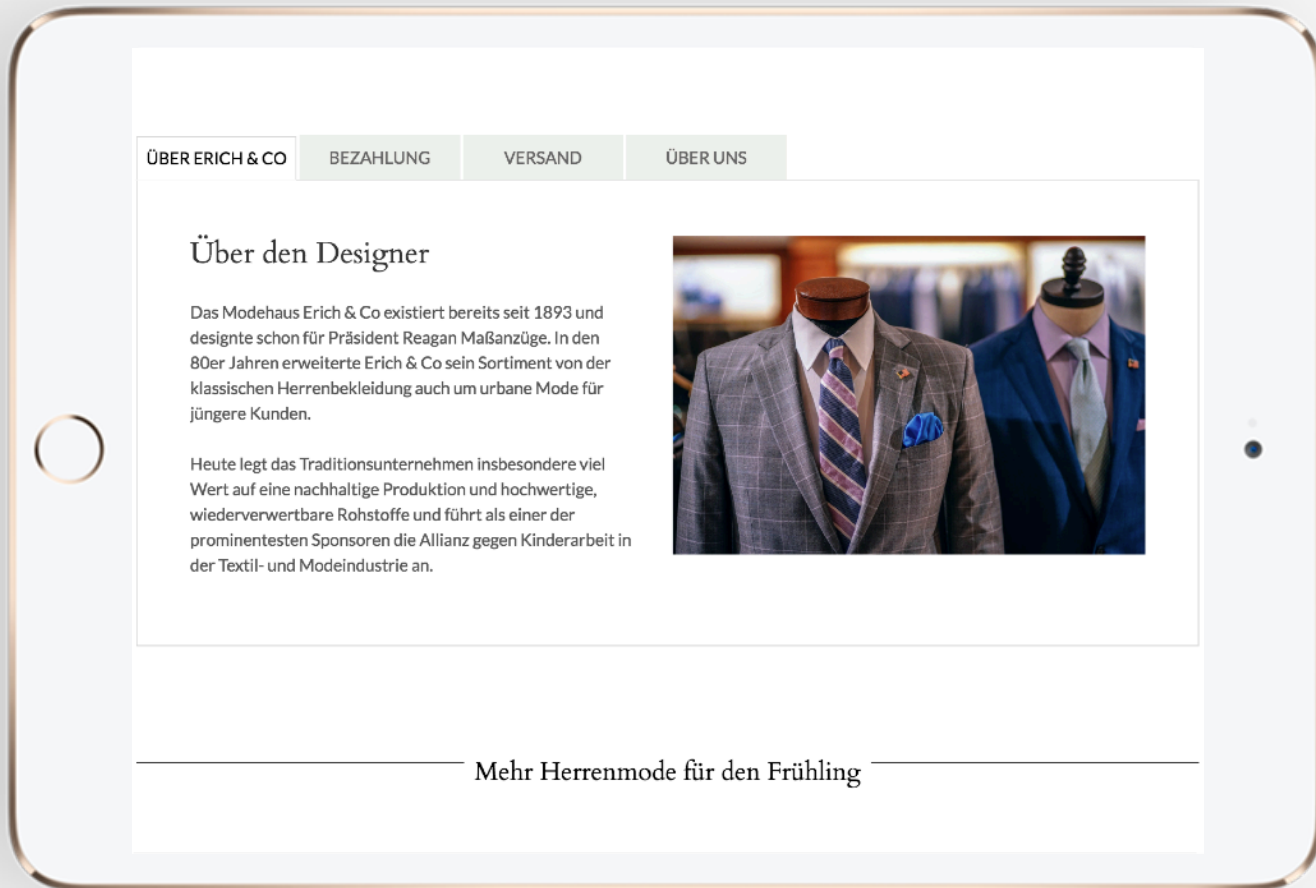 ÜBER ERICH & CO
BEZAHLUNG
VERSAND
ÜBER UNS
Über den Designer
Das Modehaus Erich & Co existiert bereits seit 1893 und
designte schon für Präsident Reagan Maßanzüge. In den
80er Jahren erweiterte Erich & Co sein Sortiment von der
klassischen Herrenbekleidung auch um urbane Mode für
jüngere Kunden.
Heute legt das Traditionsunternehmen insbesondere viel
Wert auf eine nachhaltige Produktion und hochwertige,
wiederverwertbare Rohstoffe und führt als einer der
prominentesten Sponsoren die Allianz gegen Kinderarbeit in
der Textil- und Modeindustrie an.
Mehr Herrenmode für den Frühling